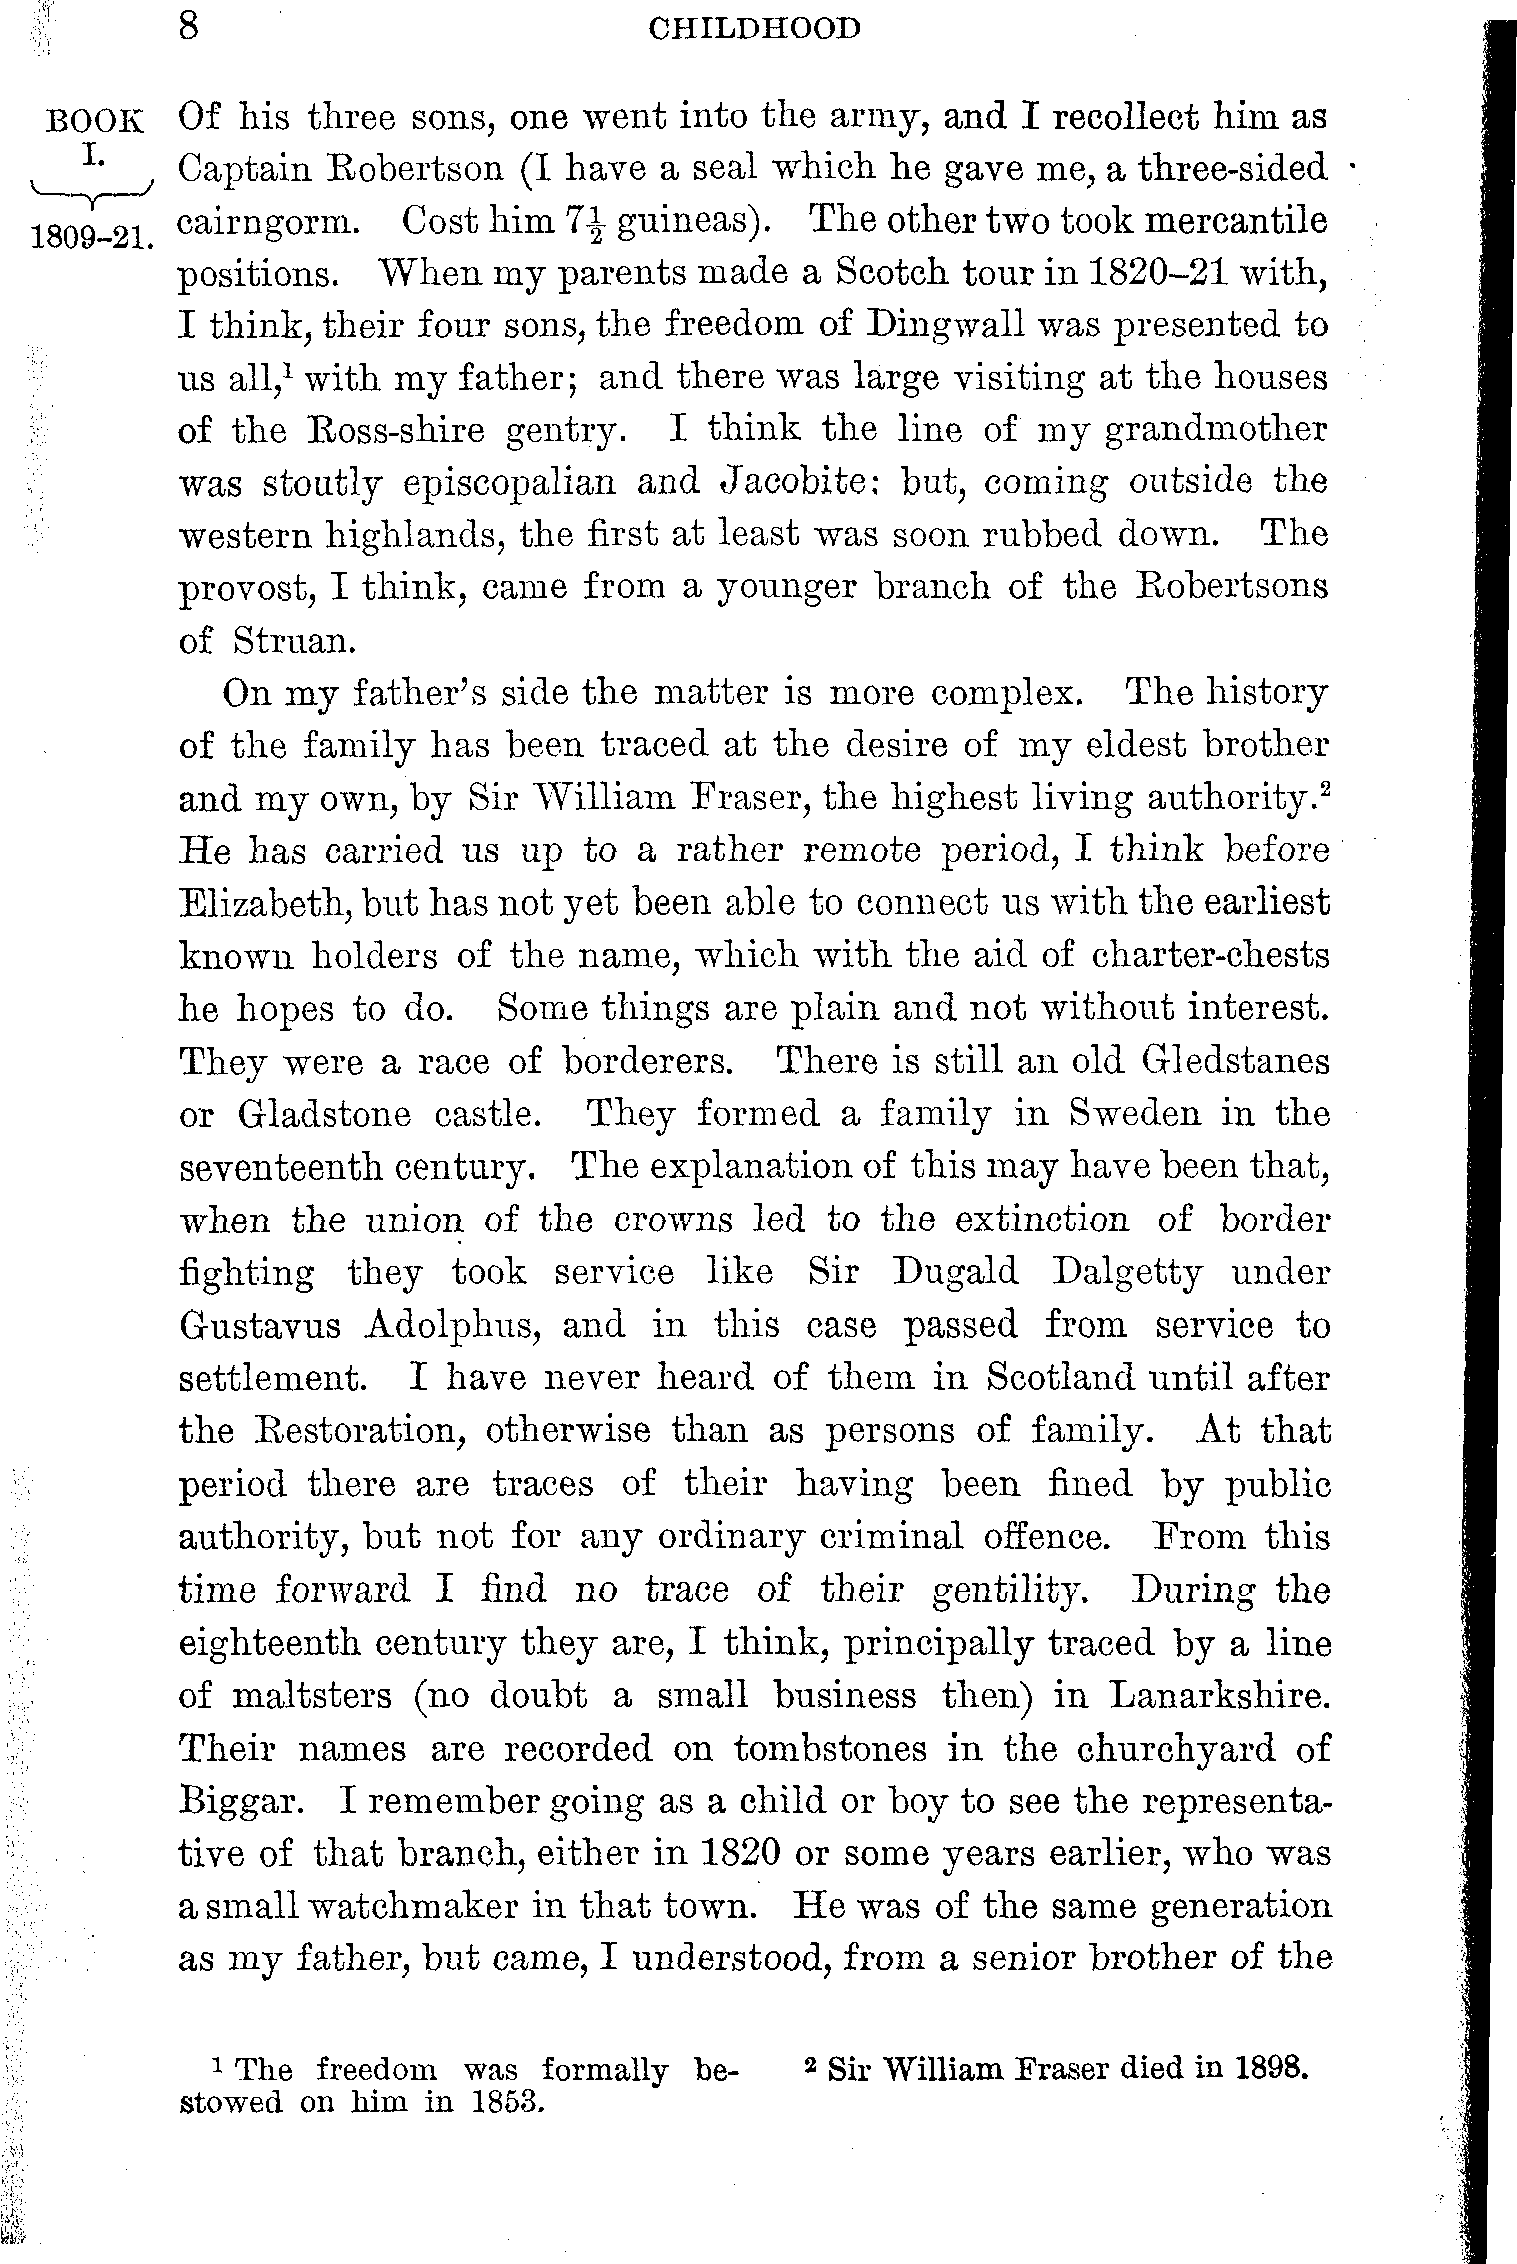 8 CHILDHOOD
BOOK
I.
1809–21.
Of his three sons, one went into the army, and I recollect him as
Captain Robertson (I have a seal which he gave me, a three-sided
cairngorm. Cost him 7½ guineas). The other two took mercantile
positions. When my parents made a Scotch tour in 1820–21 with,
I think, their four sons, the freedom of Dingwall was presented to
us all,¹ with my father; and there was large visiting at the houses
of the Ross-shire gentry. I think the line of my grandmother
was stoutly episcopalian and Jacobite; but, coming outside the
western highlands, the first at least was soon rubbed down. The
provost, I think, came from a younger branch of the Robertsons
of Struan.
On my father's side the matter is more complex. The history
of the family has been traced at the desire of my eldest brother
and my own, by Sir William Fraser, the highest living authority.²
He has carried us up to a rather remote period, I think before
Elizabeth, but has not yet been able to connect us with the earliest
known holders of the name, which with the aid of charter-chests
he hopes to do. Some things are plain and not without interest.
They were a race of borderers. There is still an old Gledstanes
or Gladstone castle. They formed a family in Sweden in the
seventeenth century. The explanation of this may have been that,
when the union of the crowns led to the extinction of border
fighting they took service like Sir Dugald Dalgetty under
Gustavus Adolphus, and in this case passed from service to
settlement. I have never heard of them in Scotland until after
the Restoration, otherwise than as persons of family. At that
period there are traces of their having been fined by public
authority, but not for any ordinary criminal offence. From this
time forward I find no trace of their gentility. During the
eighteenth century they are, I think, principally traced by a line
of maltsters (no doubt a small business then) in Lanarkshire.
Their names are recorded on tombstones in the churchyard of
Biggar. I remember going as a child or boy to see the representa-
tive of that branch, either in 1820 or some years earlier, who was
a small watchmaker in that town. He was of the same generation
as my father, but came, I understood, from a senior brother of the
¹ The freedom was formally be-
stowed on him in 1853.
² Sir William Fraser died in 1898.